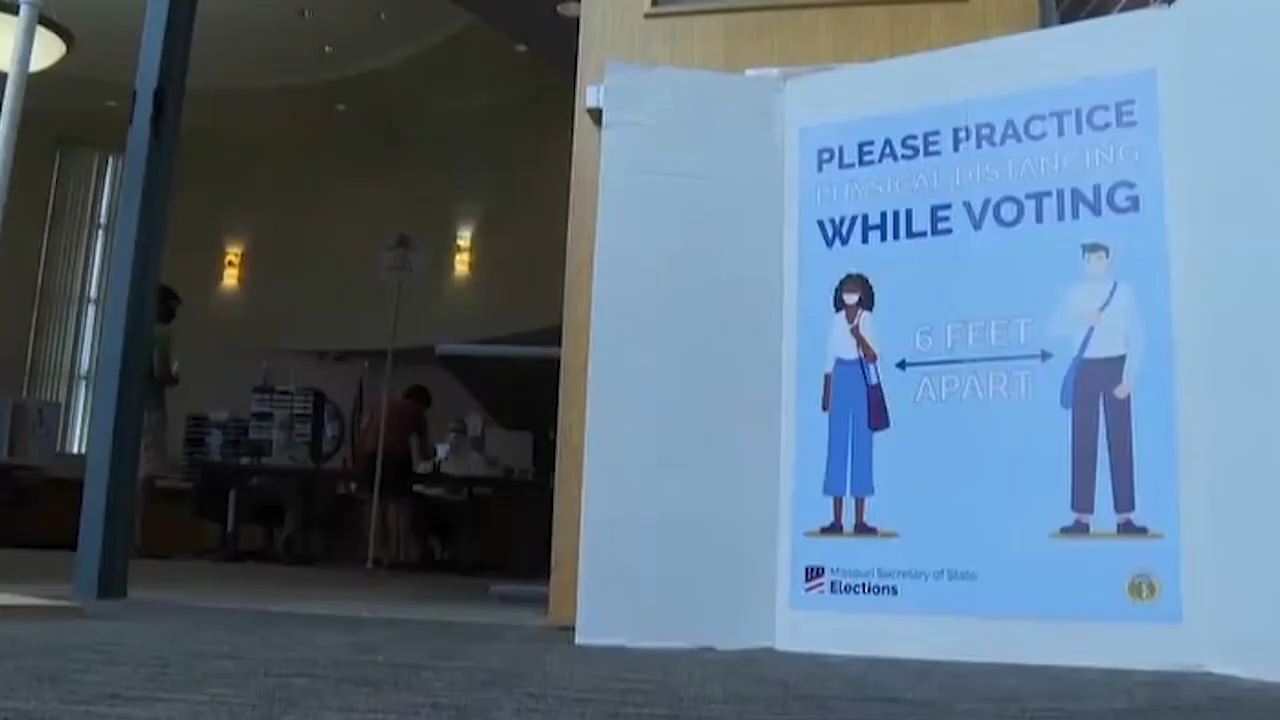 PLEASE PRACTICE
PHYSICAL DISTANCING
WHILE VOTING
6 FEET
APART
Missouri Secretary of State
Elections